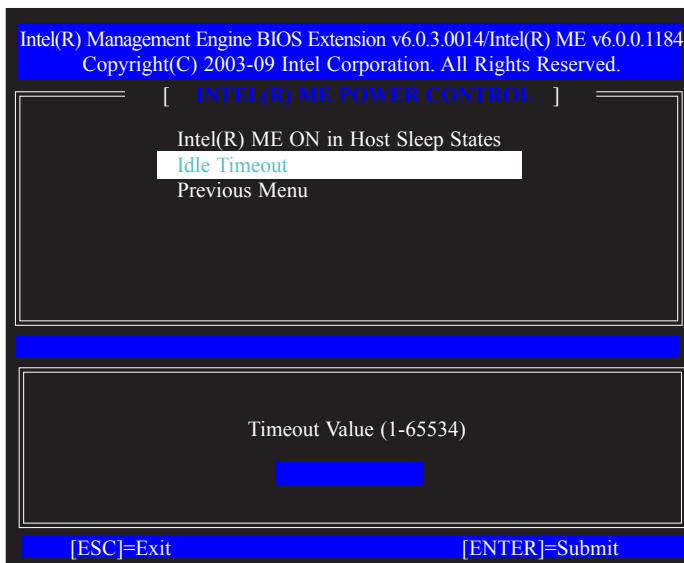 Intel(R) Management Engine BIOS Extension v6.0.3.0014/Intel(R) ME v6.0.0.1184
Copyright(C) 2003-09 Intel Corporation. All Rights Reserved.
[ INTEL(R) ME POWER CONTROL ]
Intel(R) ME ON in Host Sleep States
Idle Timeout
Previous Menu
Timeout Value (1-65534)
[ESC]=Exit [ENTER]=Submit